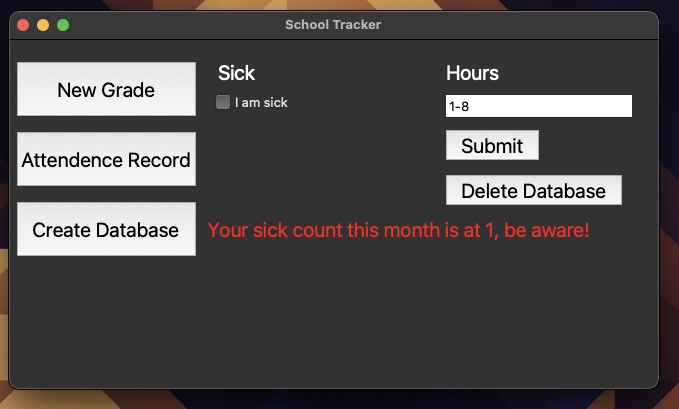 School Tracker
New Grade
Attendence Record
Create Database
Sick
I am sick
Hours
1-8
Submit
Delete Database
Your sick count this month is at 1, be aware!